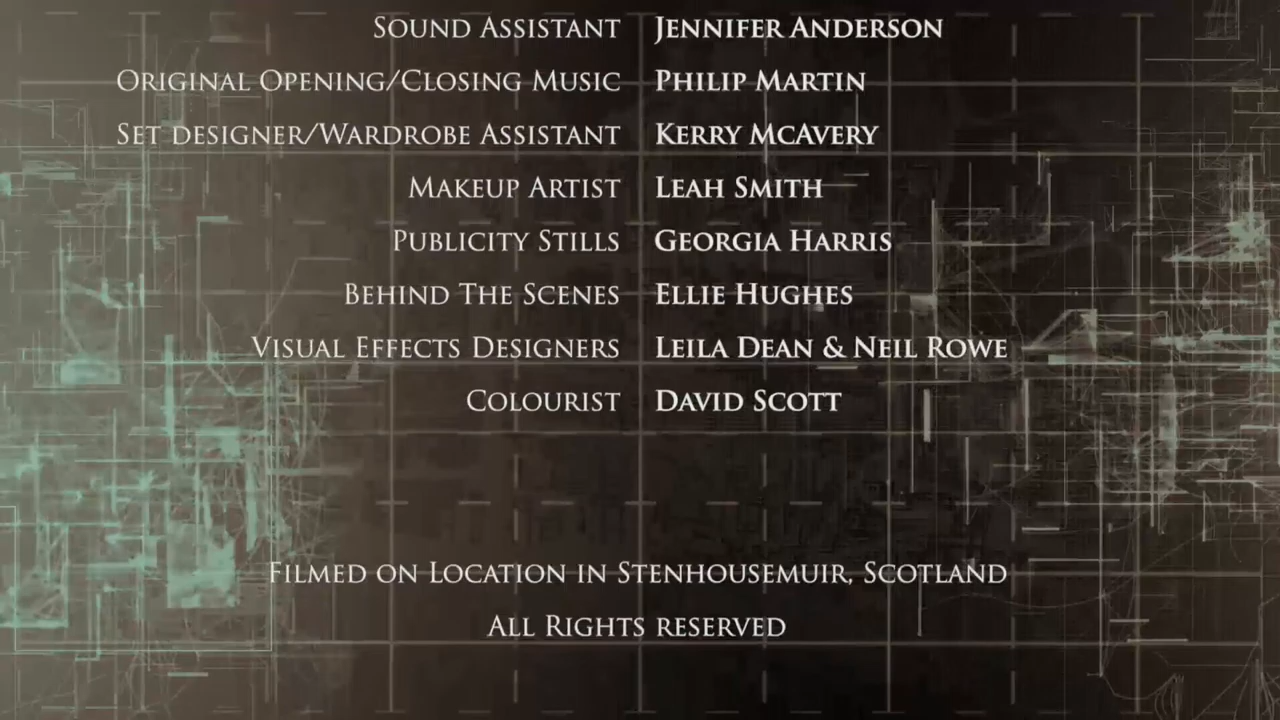 SOUND ASSISTANT JENNIFER ANDERSON
ORIGINAL OPENING/CLOSING MUSIC PHILIP MARTIN
SET DESIGNER/WARDROBE ASSISTANT KERRY MCAVERY
MAKEUP ARTIST LEAH SMITH
PUBLICITY STILLS GEORGIA HARRIS
BEHIND THE SCENES ELLIE HUGHES
VISUAL EFFECTS DESIGNERS LEILA DEAN & NEIL ROWE
COLOURIST DAVID SCOTT
FILMED ON LOCATION IN STENHOUSEMUIR, SCOTLAND
ALL RIGHTS RESERVED